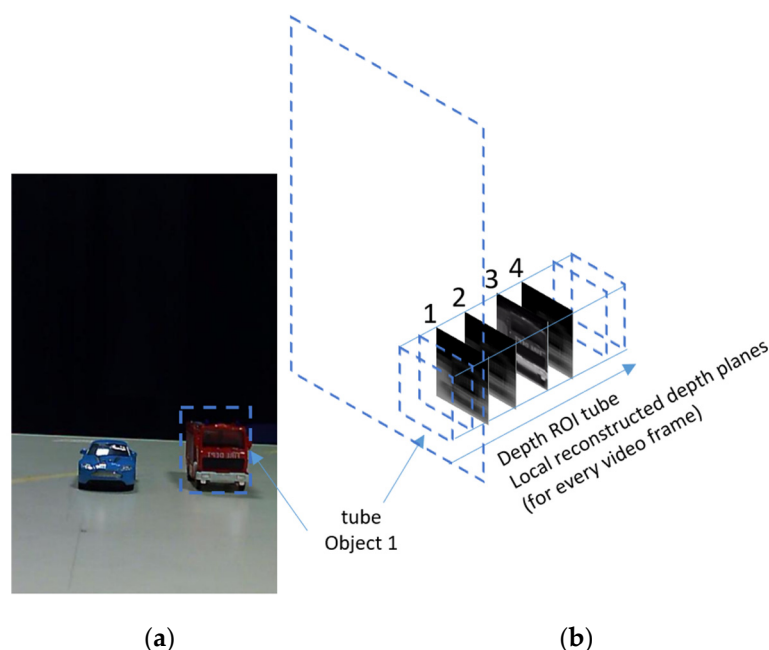 1 2 3 4
Depth ROI tube
Local reconstructed depth planes
(for every video frame)
tube
Object 1
(a)
(b)